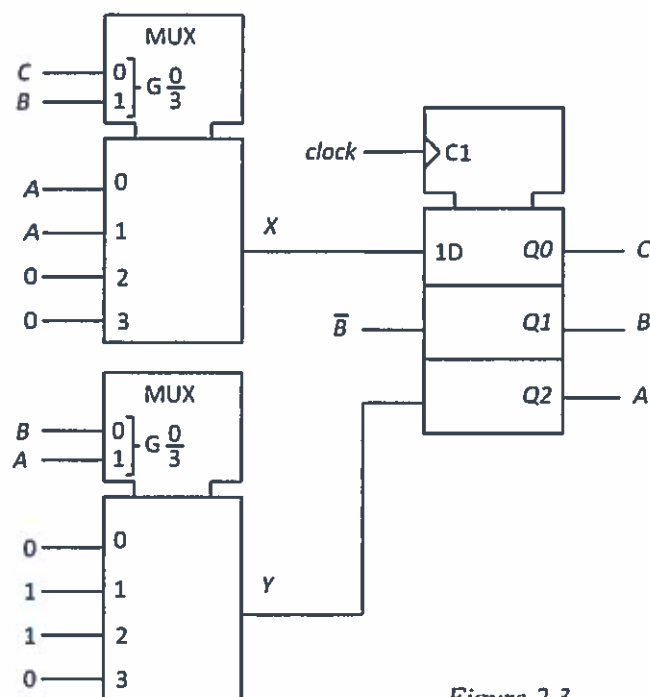 MUX
C 0
B 1
G 0/3
A 0
A 1
0 2
0 3
X
clock C1
1D Q0 C
B̅ Q1 B
Q2 A
MUX
B 0
A 1
G 0/3
0 0
1 1
1 2
0 3
Y
Figure 2.3